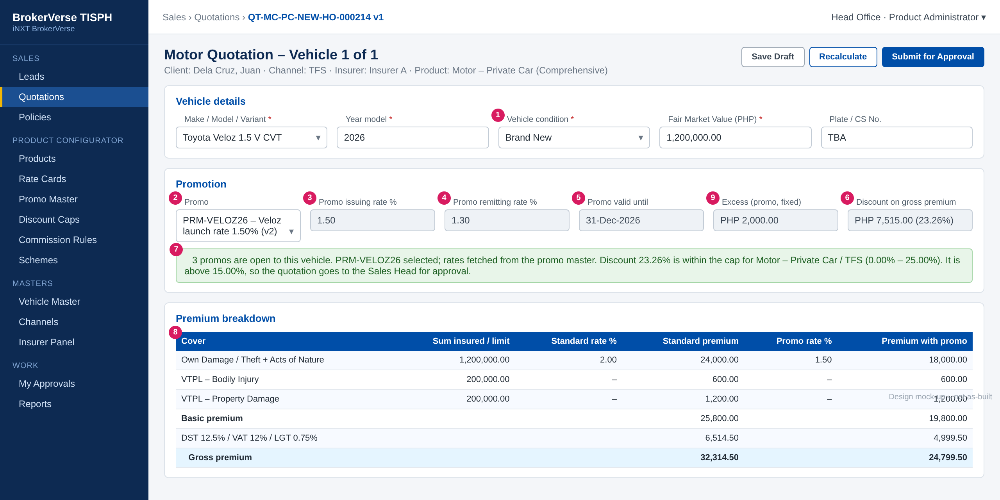 BrokerVerse TISPH
iNXT BrokerVerse
SALES
Leads
Quotations
Policies
PRODUCT CONFIGURATOR
Products
Rate Cards
Promo Master
Discount Caps
Commission Rules
Schemes
MASTERS
Vehicle Master
Channels
Insurer Panel
WORK
My Approvals
Reports
Sales › Quotations › QT-MC-PC-NEW-HO-000214 v1
Head Office · Product Administrator ▾
Motor Quotation – Vehicle 1 of 1
Client: Dela Cruz, Juan · Channel: TFS · Insurer: Insurer A · Product: Motor – Private Car (Comprehensive)
Save Draft Recalculate Submit for Approval
Vehicle details
Make / Model / Variant * Year model * 1 Vehicle condition * Fair Market Value (PHP) * Plate / CS No.
Toyota Veloz 1.5 V CVT ▾ 2026 Brand New ▾ 1,200,000.00 TBA
Promotion
2 Promo 3 Promo issuing rate % 4 Promo remitting rate % 5 Promo valid until 9 Excess (promo, fixed) 6 Discount on gross premium
PRM-VELOZ26 – Veloz
launch rate 1.50% (v2) ▾
1.50 1.30 31-Dec-2026 PHP 2,000.00 PHP 7,515.00 (23.26%)
7
3 promos are open to this vehicle. PRM-VELOZ26 selected; rates fetched from the promo master. Discount 23.26% is within the cap for Motor – Private Car / TFS (0.00% – 25.00%). It is
above 15.00%, so the quotation goes to the Sales Head for approval.
Premium breakdown
8
Cover Sum insured / limit Standard rate % Standard premium Promo rate % Premium with promo
Own Damage / Theft + Acts of Nature 1,200,000.00 2.00 24,000.00 1.50 18,000.00
VTPL – Bodily Injury 200,000.00 – 600.00 – 600.00
VTPL – Property Damage 200,000.00 – 1,200.00 – 1,200.00
Design mock-up – not as-built
Basic premium 25,800.00 19,800.00
DST 12.5% / VAT 12% / LGT 0.75% 6,514.50 4,999.50
Gross premium 32,314.50 24,799.50